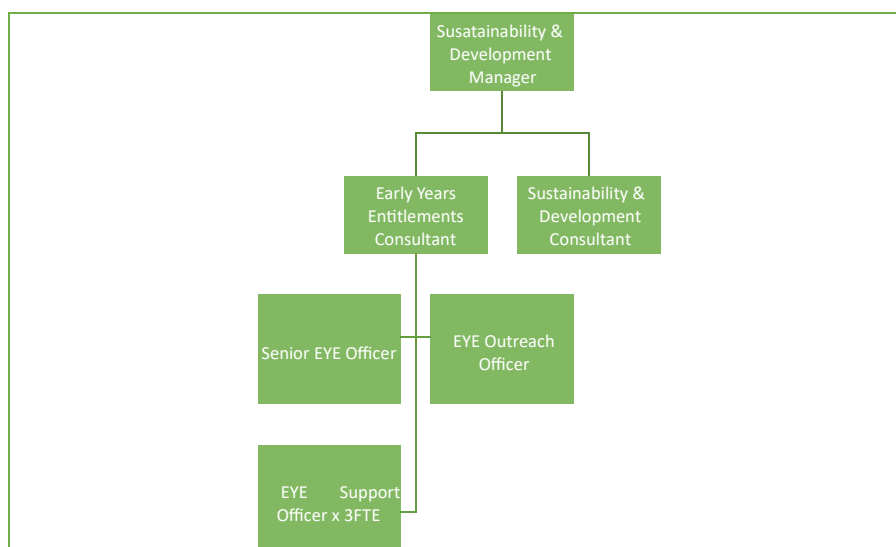 Susatainability &
Development
Manager
Early Years
Entitlements
Consultant
Sustainability &
Development
Consultant
Senior EYE Officer
EYE Outreach
Officer
EYE Support
Officer x 3FTE